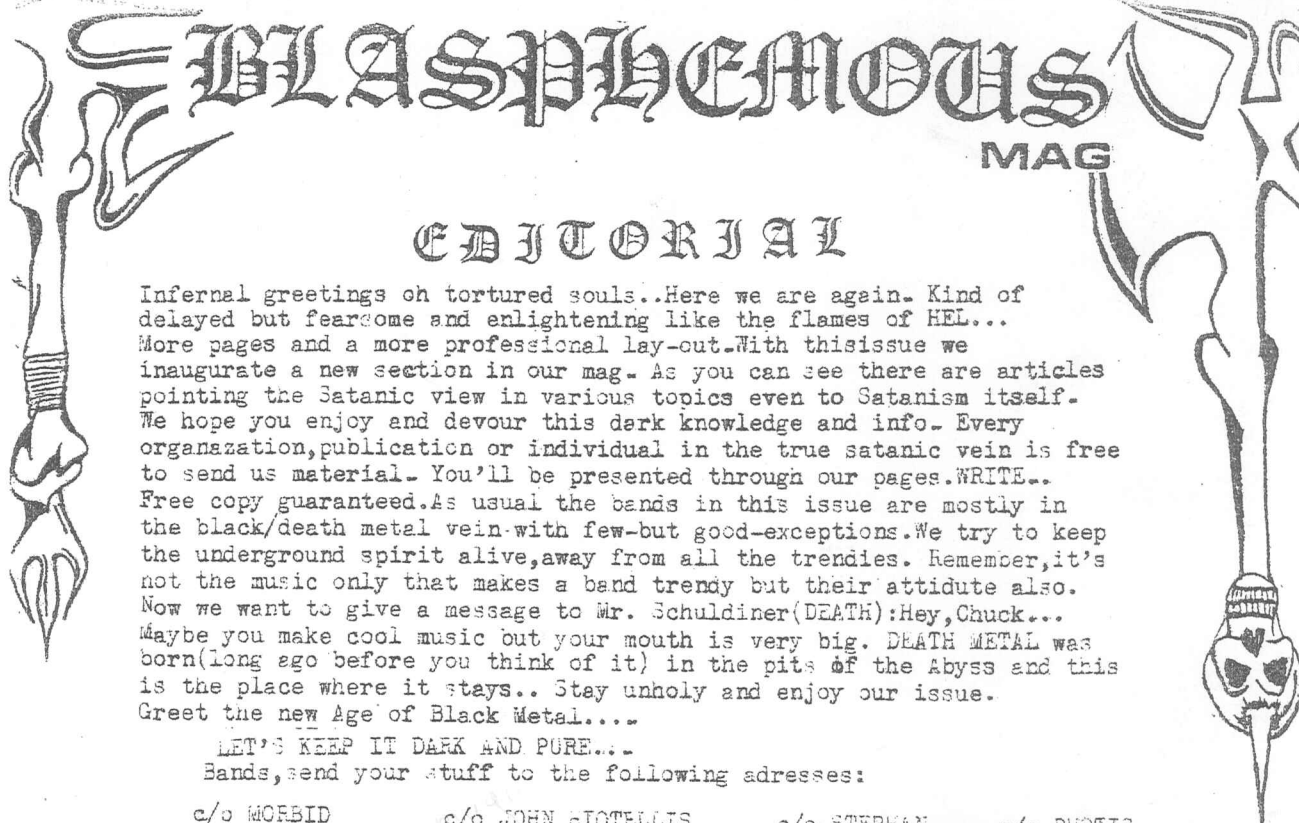 BLASPHEMOUS
MAG
EDITORIAL
Infernal greetings oh tortured souls..Here we are again. Kind of
delayed but fearsome and enlightening like the flames of HEL...
More pages and a more professional lay-out.With thisissue we
inaugurate a new section in our mag. As you can see there are articles
pointing the Satanic view in various topics even to Satanism itself.
We hope you enjoy and devour this dark knowledge and info. Every
organazation,publication or individual in the true satanic vein is free
to send us material. You'll be presented through our pages.WRITE..
Free copy guaranteed.As usual the bands in this issue are mostly in
the black/death metal vein-with few-but good-exceptions.We try to keep
the underground spirit alive,away from all the trendies. Remember,it's
not the music only that makes a band trendy but their attidute also.
Now we want to give a message to Mr. Schuldiner(DEATH):Hey,Chuck...
Maybe you make cool music but your mouth is very big. DEATH METAL was
born(long ago before you think of it) in the pits of the Abyss and this
is the place where it stays.. Stay unholy and enjoy our issue.
Greet the new Age of Black Metal....
LET'S KEEP IT DARK AND PURE...
Bands,send your stuff to the following adresses:
c/o MORBID c/o JOHN c/o STEPHAN